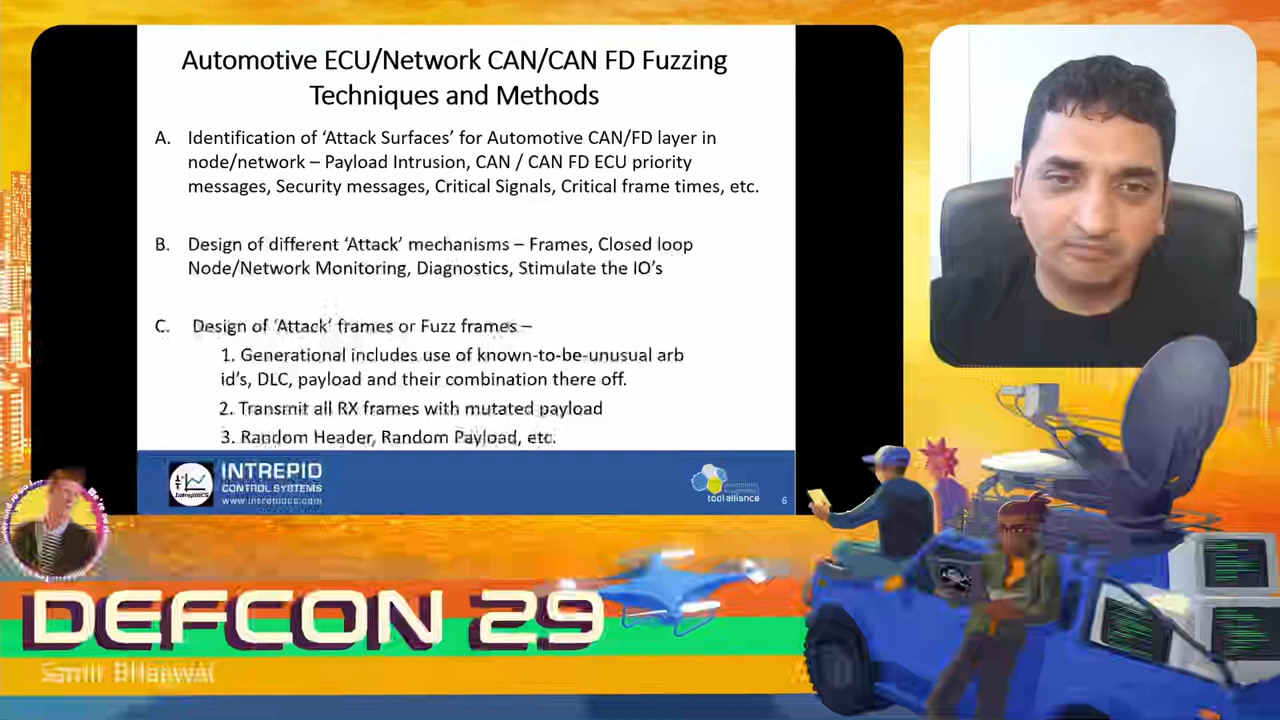 Automotive ECU/Network CAN/CAN FD Fuzzing
Techniques and Methods
A. Identification of ‘Attack Surfaces’ for Automotive CAN/FD layer in
node/network – Payload Intrusion, CAN / CAN FD ECU priority
messages, Security messages, Critical Signals, Critical frame times, etc.
B. Design of different ‘Attack’ mechanisms – Frames, Closed loop
Node/Network Monitoring, Diagnostics, Stimulate the IO’s
C. Design of ‘Attack’ frames or Fuzz frames –
1. Generational includes use of known-to-be-unusual arb
id’s, DLC, payload and their combination there off.
2. Transmit all RX frames with mutated payload
3. Random Header, Random Payload, etc.
INTREPID
CONTROL SYSTEMS
www.intrepidcs.com
tool alliance
6
DEFCON 29